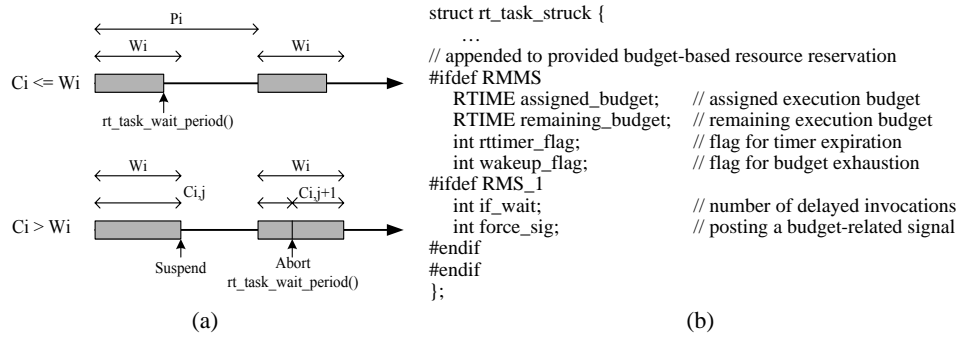 Pi
Wi
Wi
Ci <= Wi
rt_task_wait_period()
Wi
Wi
Ci,j
Ci,j+1
Ci > Wi
Suspend
Abort
rt_task_wait_period()
(a)
struct rt_task_struck {
…
// appended to provided budget-based resource reservation
#ifdef RMMS
RTIME assigned_budget; // assigned execution budget
RTIME remaining_budget; // remaining execution budget
int rttimer_flag; // flag for timer expiration
int wakeup_flag; // flag for budget exhaustion
#ifdef RMS_1
int if_wait; // number of delayed invocations
int force_sig; // posting a budget-related signal
#endif
#endif
};
(b)